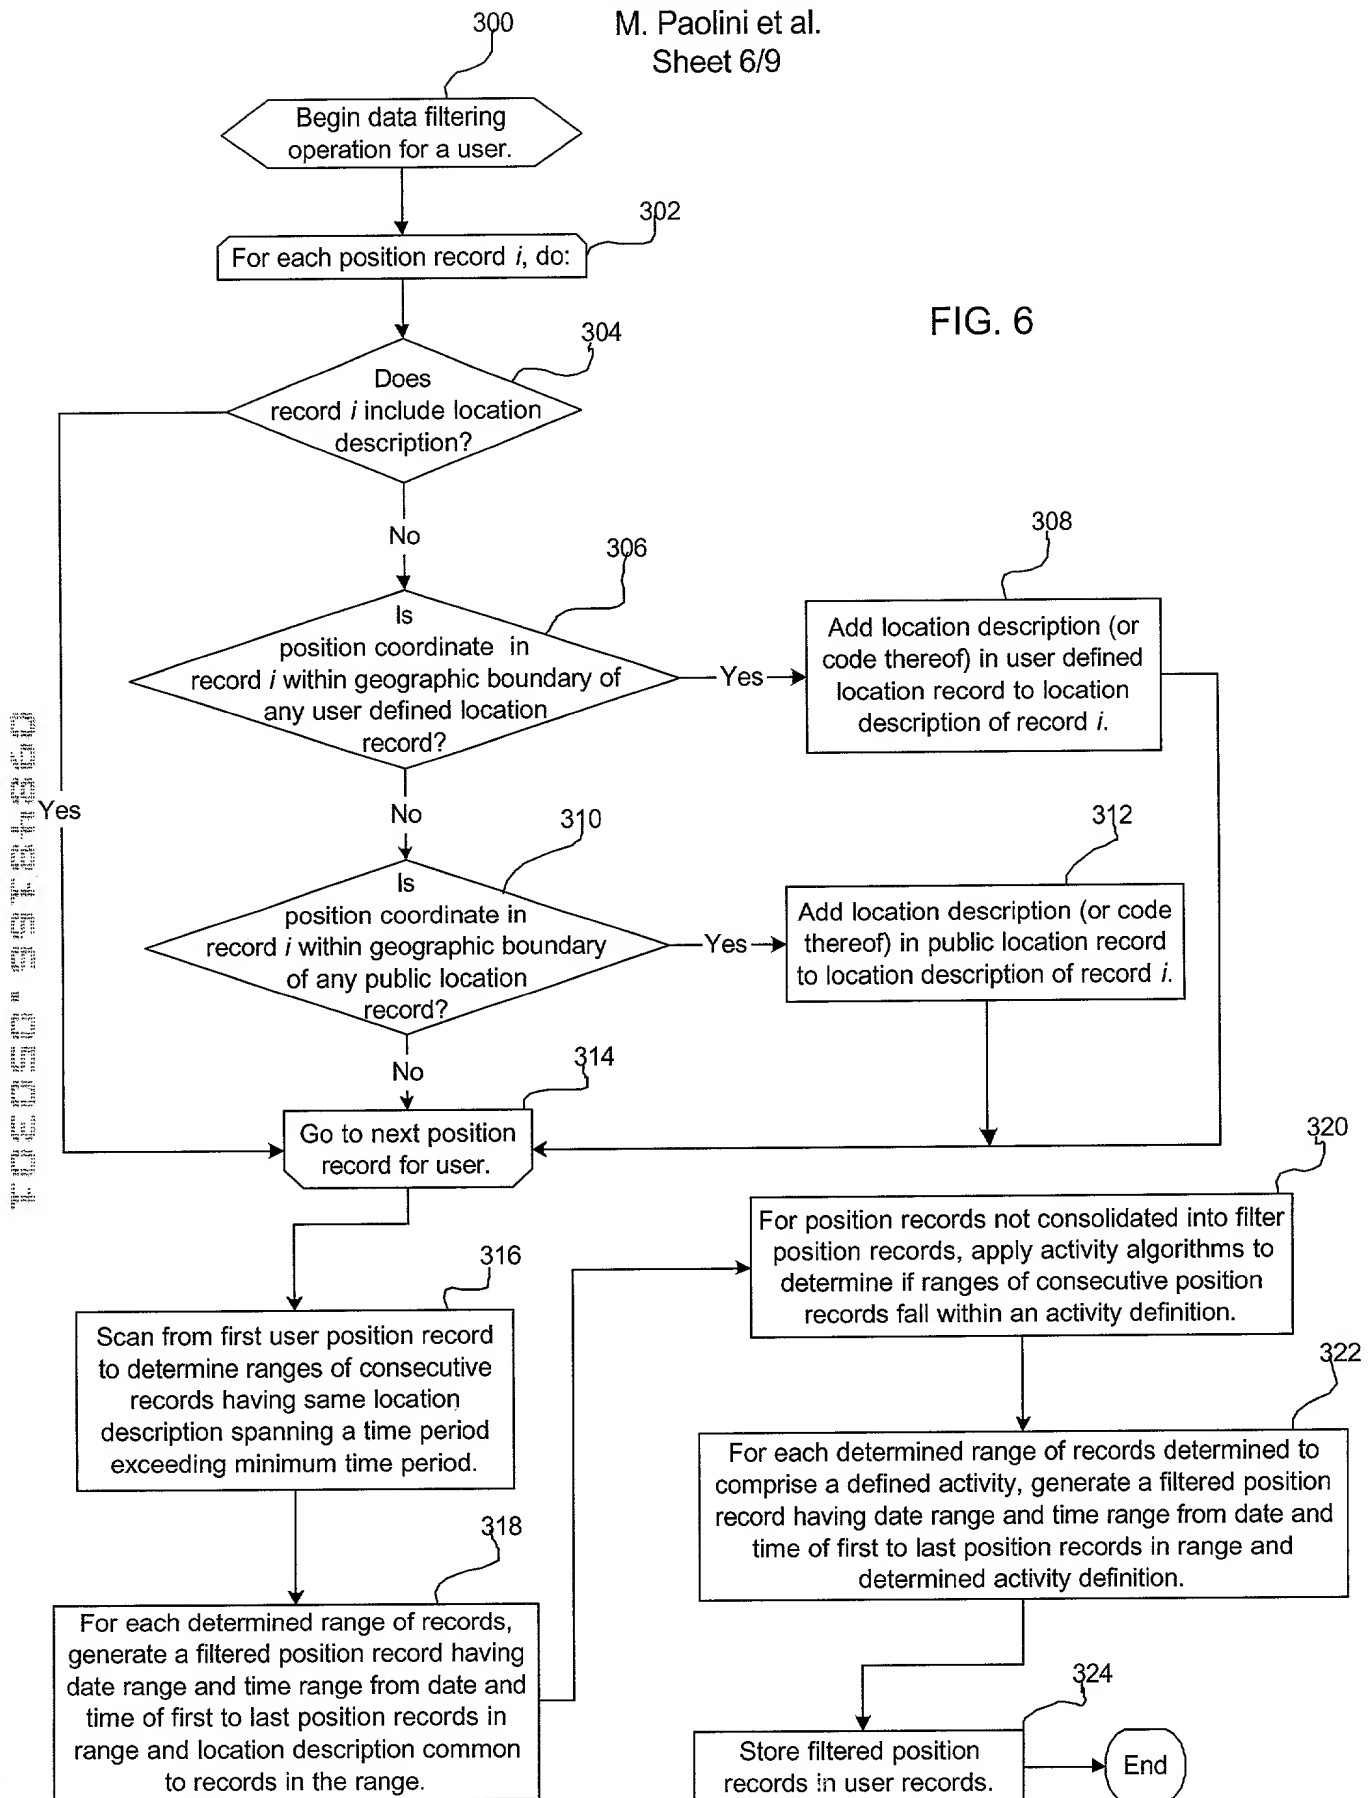 M. Paolini et al.
Sheet 6/9
FIG. 6
300
Begin data filtering
operation for a user.
302
For each position record i, do:
304
Does
record i include location
description?
Yes
No
306
Is
position coordinate in
record i within geographic boundary of
any user defined location
record?
Yes
308
Add location description (or
code thereof) in user defined
location record to location
description of record i.
No
310
Is
position coordinate in
record i within geographic boundary
of any public location
record?
Yes
312
Add location description (or code
thereof) in public location record
to location description of record i.
No
314
Go to next position
record for user.
316
Scan from first user position record
to determine ranges of consecutive
records having same location
description spanning a time period
exceeding minimum time period.
318
For each determined range of records,
generate a filtered position record having
date range and time range from date and
time of first to last position records in
range and location description common
to records in the range.
320
For position records not consolidated into filter
position records, apply activity algorithms to
determine if ranges of consecutive position
records fall within an activity definition.
322
For each determined range of records determined to
comprise a defined activity, generate a filtered position
record having date range and time range from date and
time of first to last position records in range and
determined activity definition.
324
Store filtered position
records in user records.
End